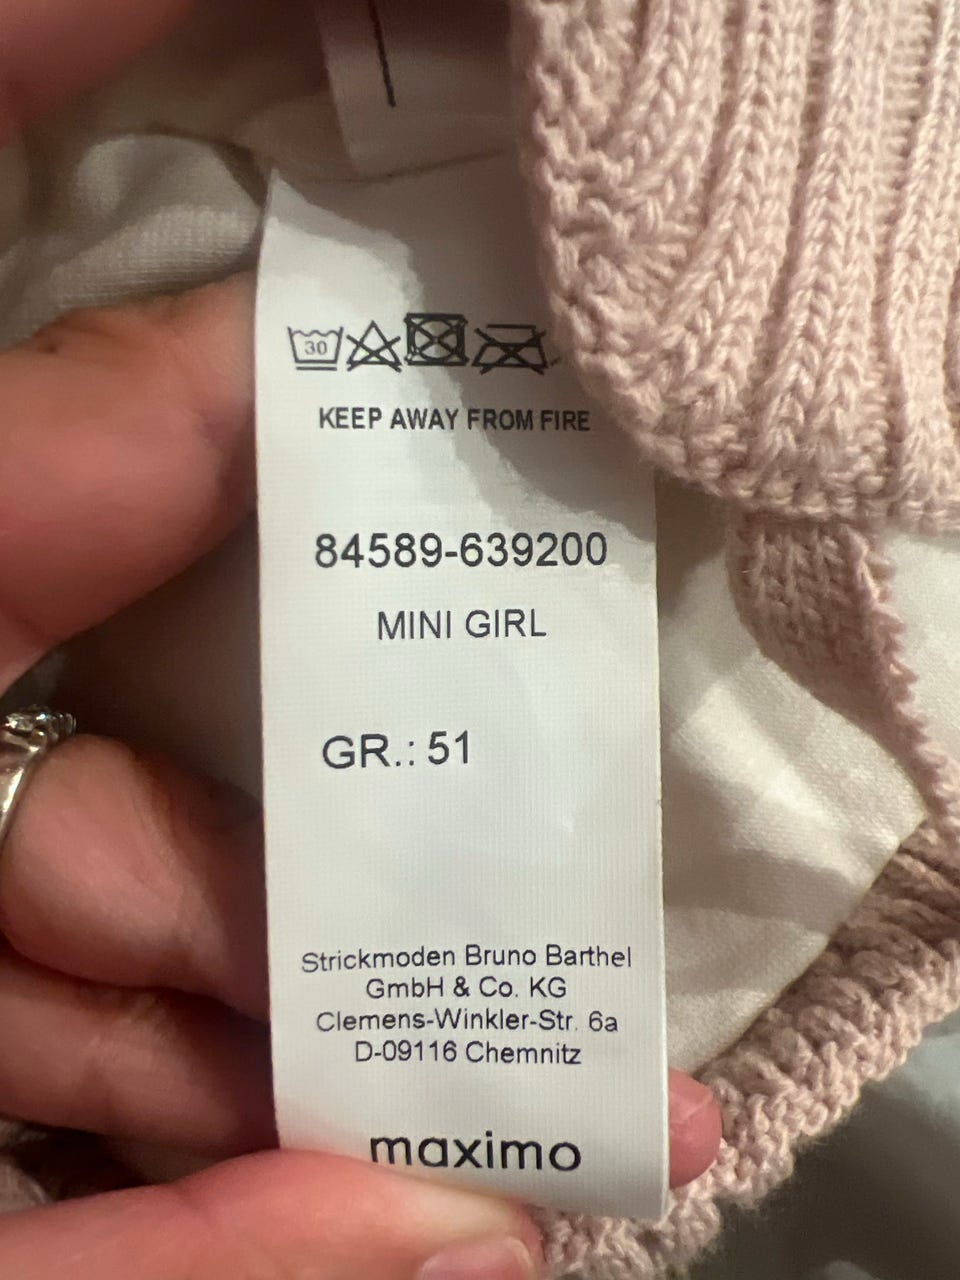 30
KEEP AWAY FROM FIRE
84589-639200
MINI GIRL
GR.: 51
Strickmoden Bruno Barthel
GmbH & Co. KG
Clemens-Winkler-Str. 6a
D-09116 Chemnitz
maximo